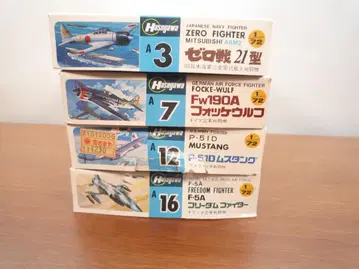 Hasegawa
A
3
JAPANESE NAVY FIGHTER
ZERO FIGHTER
MITSUBISHI A6M2
ゼロ戦21型
1/72
Hasegawa
A
7
GERMAN AIR FORCE FIGHTER
FOCKE-WULF
Fw190A
フォッケウルフ
1/72
Hasegawa
A
12
P-51D
MUSTANG
P-51D ムスタング
1/72
Hasegawa
A
16
F-5A
FREEDOM FIGHTER
F-5A
フリーダム ファイター
1/72